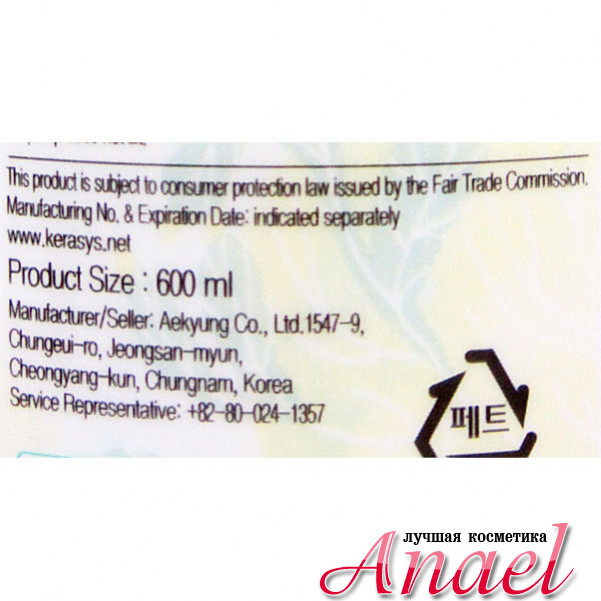 This product is subject to consumer protection law issued by the Fair Trade Commission.
Manufacturing No. & Expiration Date: indicated separately
www.kerasys.net
Product Size : 600 ml
Manufacturer/Seller: Aekyung Co., Ltd.1547-9,
Chungeui-ro, Jeongsan-myun,
Cheongyang-kun, Chungnam, Korea
Service Representative: +82-80-024-1357
페트
лучшая косметика
Anael